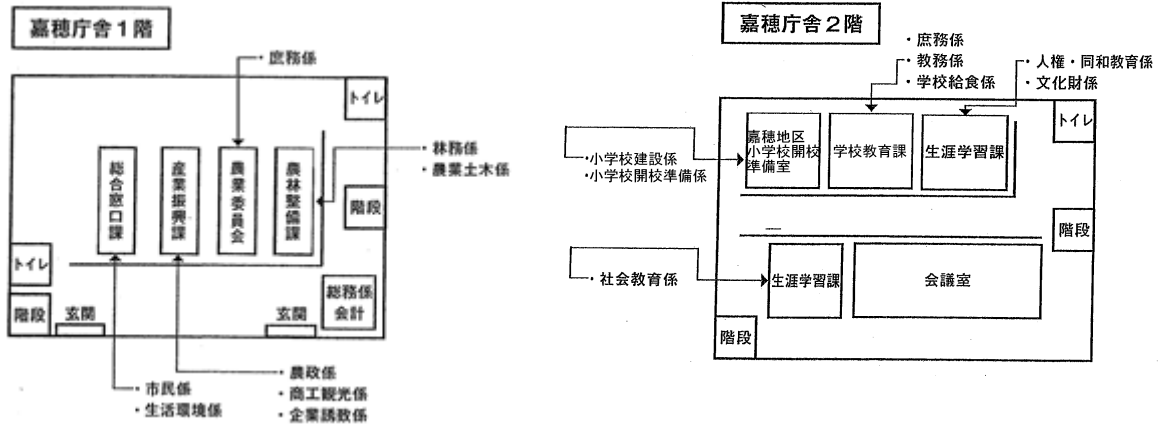 嘉穂庁舎1階
・庶務係
トイレ
・林務係
・農業土木係
総合窓口課
産業振興課
農業委員会
農林整備課
階段
トイレ
階段
玄関
玄関
総務係
会計
・市民係
・生活環境係
・農政係
・商工観光係
・企業誘致係
嘉穂庁舎2階
・庶務係
・教務係
・学校給食係
・人権・同和教育係
・文化財係
トイレ
嘉穂地区
小学校開校
準備室
学校教育課
生涯学習課
・小学校建設係
・小学校開校準備係
階段
・社会教育係
生涯学習課
会議室
階段